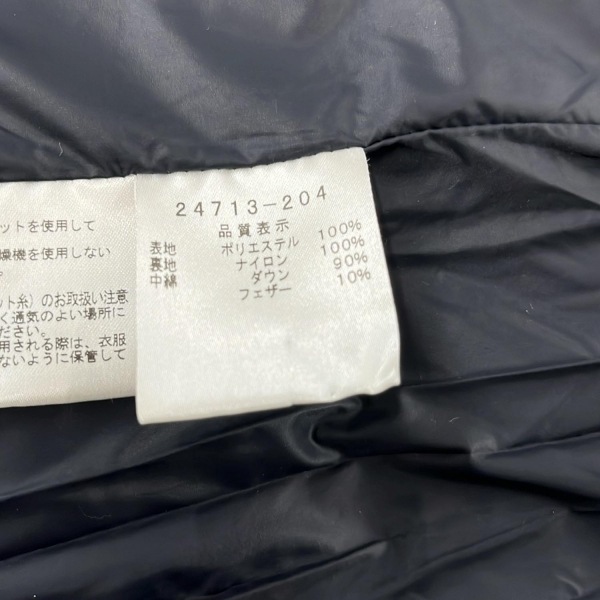 ットを使用して
燥機を使用しない
。
ット糸)のお取扱い注意
く通気のよい場所に
ださい。
用される際は、衣服
ないように保管して
24713-204
品質表示
表地 ポリエステル 100%
裏地 ナイロン 100%
中綿 ダウン 90%
フェザー 10%